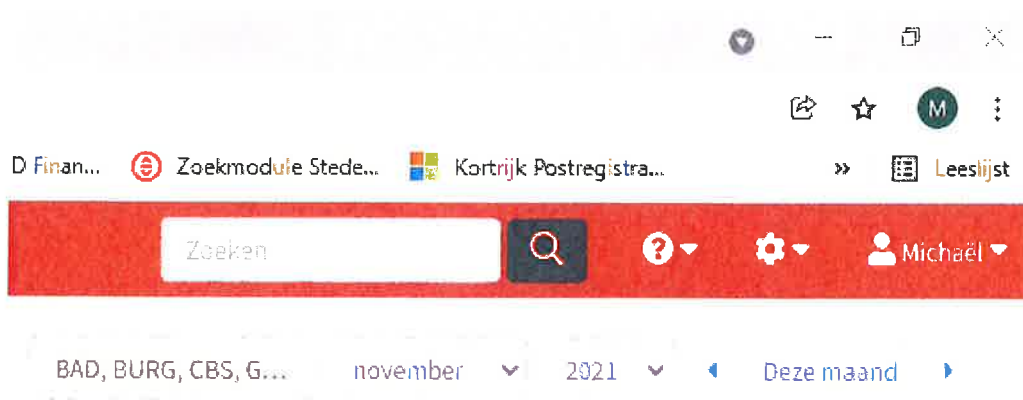 M
D Finan... Zoekmodule Stede... Kortrijk Postregistra... » Leeslijst
Zoeken ? Michaël
BAD, BURG, CBS, G... november 2021 Deze maand